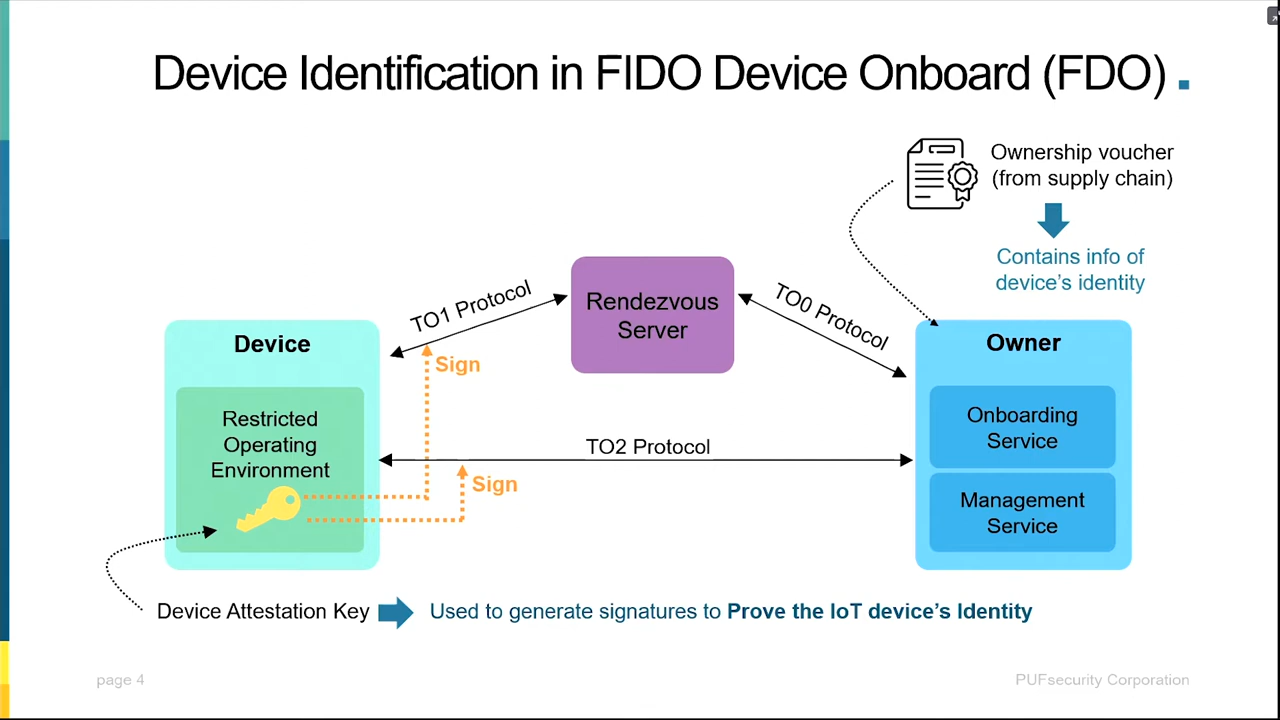 Device Identification in FIDO Device Onboard (FDO) .
Ownership voucher
(from supply chain)
Contains info of
device's identity
Rendezvous
Server
TO1 Protocol
TO0 Protocol
Device
Sign
Owner
Restricted
Operating
Environment
Onboarding
Service
TO2 Protocol
Sign
Management
Service
Device Attestation Key
Used to generate signatures to Prove the IoT device's Identity
page 4
PUFsecurity Corporation